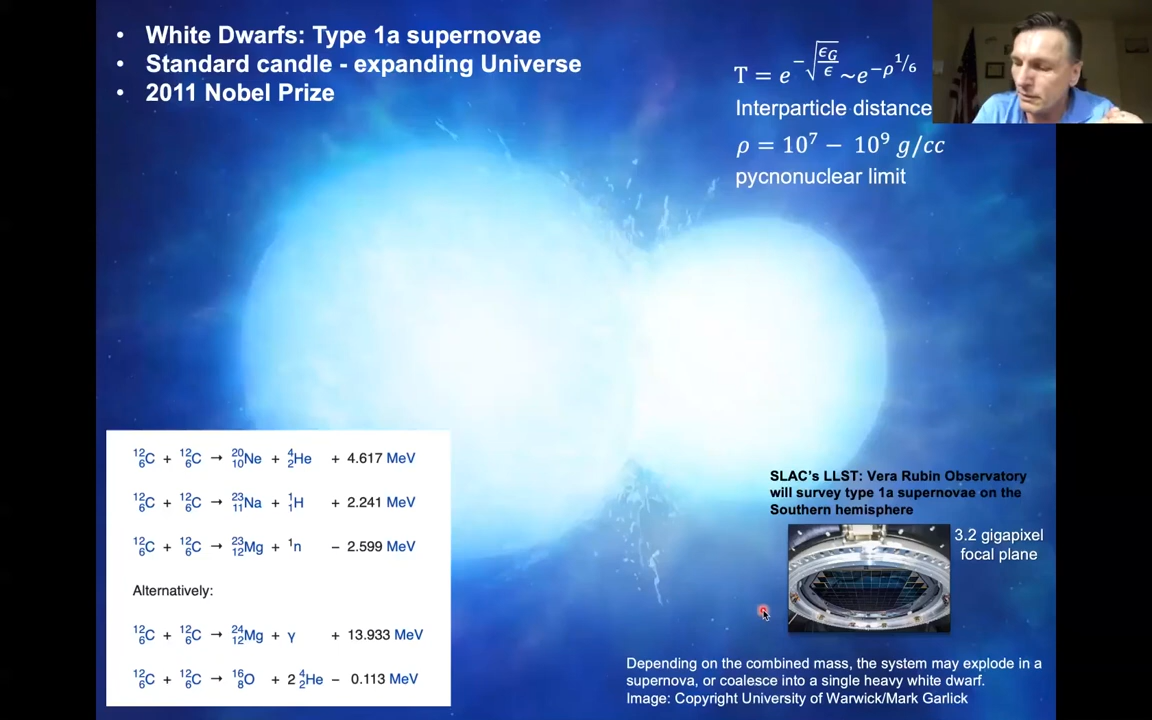 • White Dwarfs: Type 1a supernovae
• Standard candle - expanding Universe
• 2011 Nobel Prize
T = e^{-\sqrt{\frac{ϵ_G}{ϵ}}} ~e^{-ρ^{1/6}}
Interparticle distance
ρ = 10⁷ − 10⁹ g/cc
pycnonuclear limit
¹²₆C + ¹²₆C → ²⁰₁₀Ne + ⁴₂He + 4.617 MeV
¹²₆C + ¹²₆C → ²³₁₁Na + ¹₁H + 2.241 MeV
¹²₆C + ¹²₆C → ²³₁₂Mg + ¹n − 2.599 MeV
Alternatively:
¹²₆C + ¹²₆C → ²⁴₁₂Mg + γ + 13.933 MeV
¹²₆C + ¹²₆C → ¹⁶₈O + 2 ⁴₂He − 0.113 MeV
SLAC's LLST: Vera Rubin Observatory
will survey type 1a supernovae on the
Southern hemisphere
3.2 gigapixel
focal plane
Depending on the combined mass, the system may explode in a
supernova, or coalesce into a single heavy white dwarf.
Image: Copyright University of Warwick/Mark Garlick